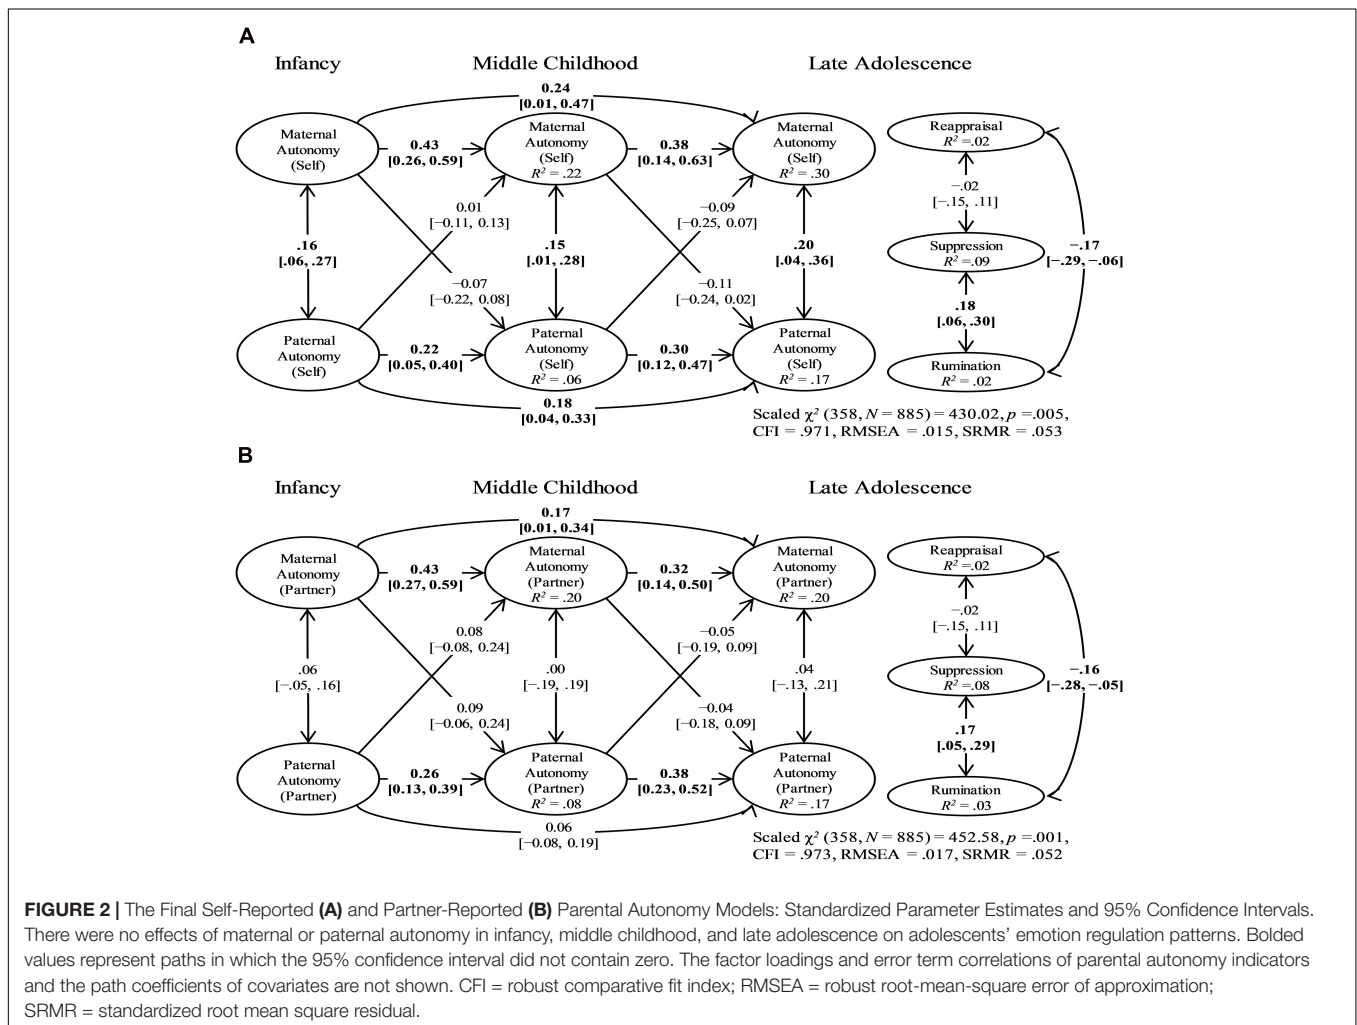 A
Infancy
Middle Childhood
Late Adolescence
0.24
[0.01, 0.47]
Maternal
Autonomy
(Self)
0.43
[0.26, 0.59]
Maternal
Autonomy
(Self)
R² = .22
0.38
[0.14, 0.63]
Maternal
Autonomy
(Self)
R² = .30
Reappraisal
R² =.02
−.02
[−.15, .11]
0.01
[−0.11, 0.13]
−0.09
[−0.25, 0.07]
.16
[.06, .27]
.15
[.01, .28]
.20
[.04, .36]
Suppression
R² =.09
−.17
[−.29, −.06]
−0.07
[−0.22, 0.08]
−0.11
[−0.24, 0.02]
.18
[.06, .30]
Paternal
Autonomy
(Self)
0.22
[0.05, 0.40]
Paternal
Autonomy
(Self)
R² = .06
0.30
[0.12, 0.47]
Paternal
Autonomy
(Self)
R² = .17
Rumination
R² =.02
0.18
[0.04, 0.33]
Scaled χ² (358, N = 885) = 430.02, p =.005,
CFI = .971, RMSEA = .015, SRMR = .053
B
Infancy
Middle Childhood
Late Adolescence
0.17
[0.01, 0.34]
Maternal
Autonomy
(Partner)
0.43
[0.27, 0.59]
Maternal
Autonomy
(Partner)
R² = .20
0.32
[0.14, 0.50]
Maternal
Autonomy
(Partner)
R² = .20
Reappraisal
R² =.02
−.02
[−.15, .11]
0.08
[−0.08, 0.24]
−0.05
[−0.19, 0.09]
.06
[−.05, .16]
.00
[−.19, .19]
.04
[−.13, .21]
Suppression
R² =.08
−.16
[−.28, −.05]
0.09
[−0.06, 0.24]
−0.04
[−0.18, 0.09]
.17
[.05, .29]
Paternal
Autonomy
(Partner)
0.26
[0.13, 0.39]
Paternal
Autonomy
(Partner)
R² = .08
0.38
[0.23, 0.52]
Paternal
Autonomy
(Partner)
R² = .17
Rumination
R² =.03
0.06
[−0.08, 0.19]
Scaled χ² (358, N = 885) = 452.58, p =.001,
CFI = .973, RMSEA = .017, SRMR = .052
FIGURE 2 | The Final Self-Reported (A) and Partner-Reported (B) Parental Autonomy Models: Standardized Parameter Estimates and 95% Confidence Intervals.
There were no effects of maternal or paternal autonomy in infancy, middle childhood, and late adolescence on adolescents’ emotion regulation patterns. Bolded
values represent paths in which the 95% confidence interval did not contain zero. The factor loadings and error term correlations of parental autonomy indicators
and the path coefficients of covariates are not shown. CFI = robust comparative fit index; RMSEA = robust root-mean-square error of approximation;
SRMR = standardized root mean square residual.